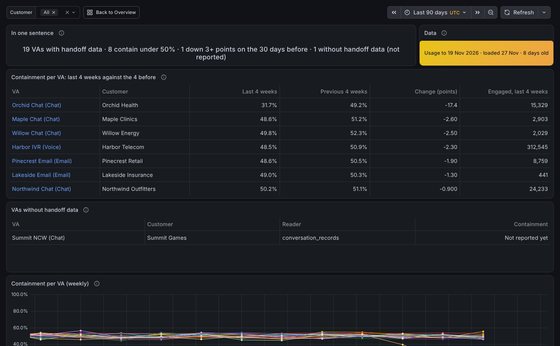 Customer All × × Back to Overview Last 90 days UTC Refresh
In one sentence
19 VAs with handoff data · 8 contain under 50% · 1 down 3+ points on the 30 days before · 1 without handoff data (not
reported)
Data
Usage to 19 Nov 2026 · loaded 27 Nov · 8 days old
Containment per VA: last 4 weeks against the 4 before
VA Customer Last 4 weeks Previous 4 weeks Change (points) Engaged, last 4 weeks
Orchid Chat (Chat) Orchid Health 31.7% 49.2% -17.4 15,329
Maple Chat (Chat) Maple Clinics 48.6% 51.2% -2.60 2,903
Willow Chat (Chat) Willow Energy 49.8% 52.3% -2.50 2,029
Harbor IVR (Voice) Harbor Telecom 48.5% 50.9% -2.30 312,545
Pinecrest Email (Email) Pinecrest Retail 48.6% 50.5% -1.90 8,759
Lakeside Email (Email) Lakeside Insurance 49.0% 50.3% -1.30 441
Northwind Chat (Chat) Northwind Outfitters 50.2% 51.1% -0.900 24,233
VAs without handoff data
VA Customer Reader Containment
Summit NCW (Chat) Summit Games conversation_records Not reported yet
Containment per VA (weekly)
100.0%
80.0%
60.0%
40.0%